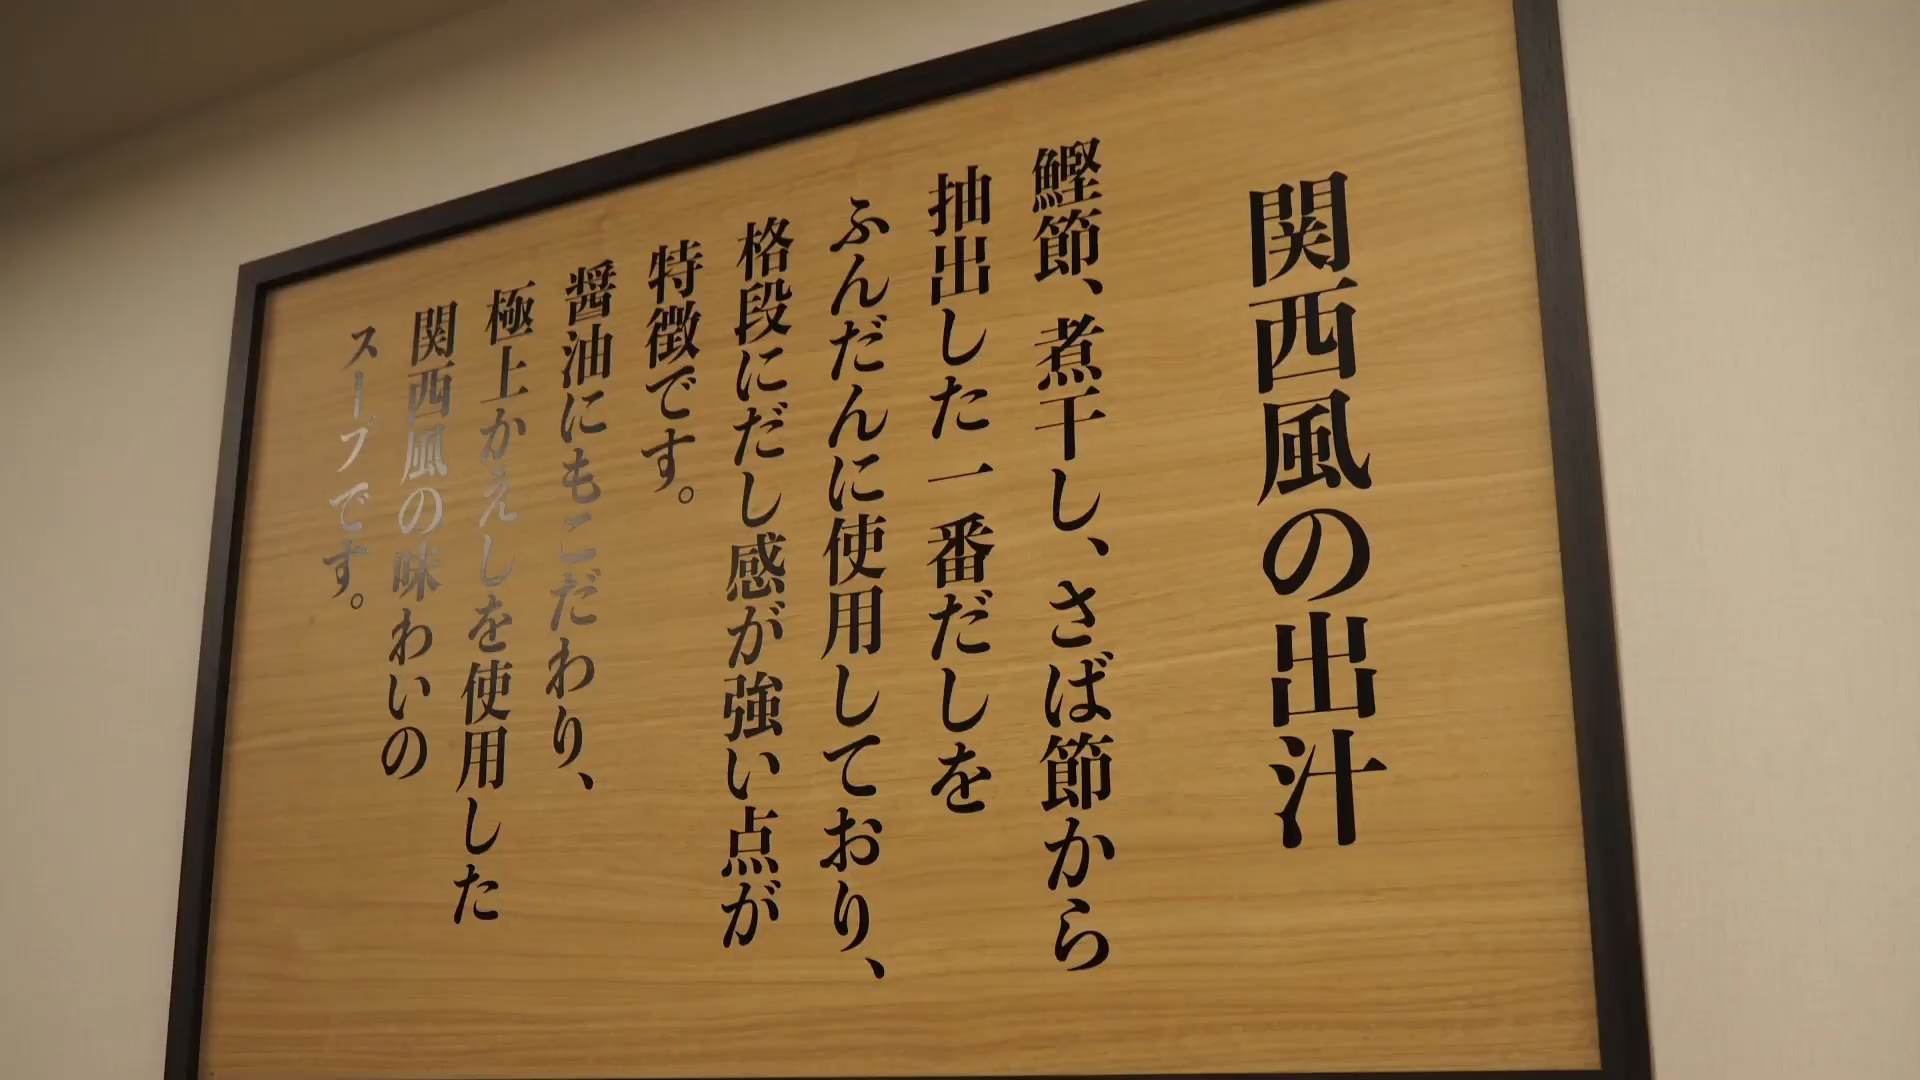 関西風の出汁
鰹節、煮干し、さば節から
抽出した一番だしを
ふんだんに使用しており、
格段にだし感が強い点が
特徴です。
醤油にもこだわり、
極上かえしを使用した
関西風の味わいの
スープです。